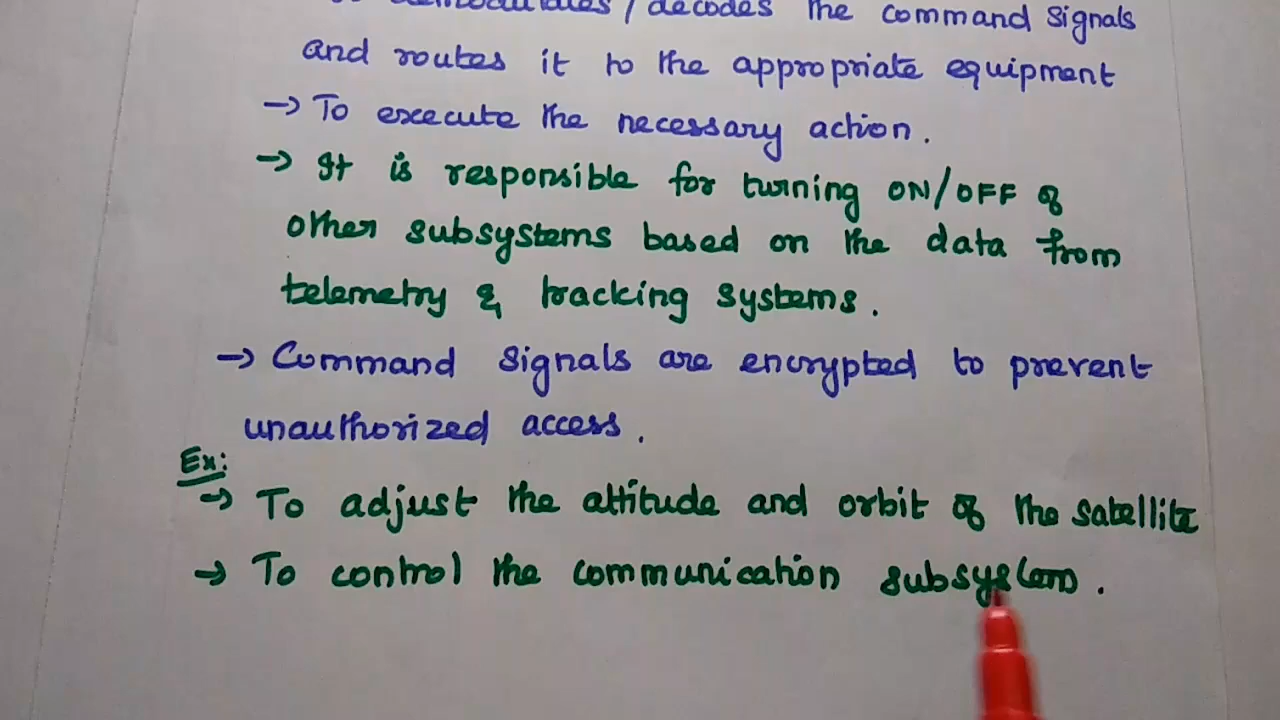 decodes the command signals
and routes it to the appropriate equipment
→ To execute the necessary action.
→ It is responsible for turning ON/OFF of
other subsystems based on the data from
telemetry & tracking systems.
→ Command signals are encrypted to prevent
unauthorized access.
Ex:
→ To adjust the attitude and orbit of the satellite
→ To control the communication subsystem.